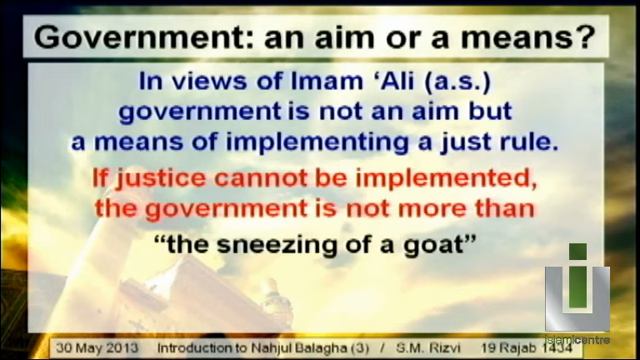 Government: an aim or a means?
In views of Imam ‘Ali (a.s.)
government is not an aim but
a means of implementing a just rule.
If justice cannot be implemented,
the government is not more than
“the sneezing of a goat”
islamiccentre
30 May 2013 Introduction to Nahjul Balagha (3) / S.M. Rizvi 19 Rajab 1434